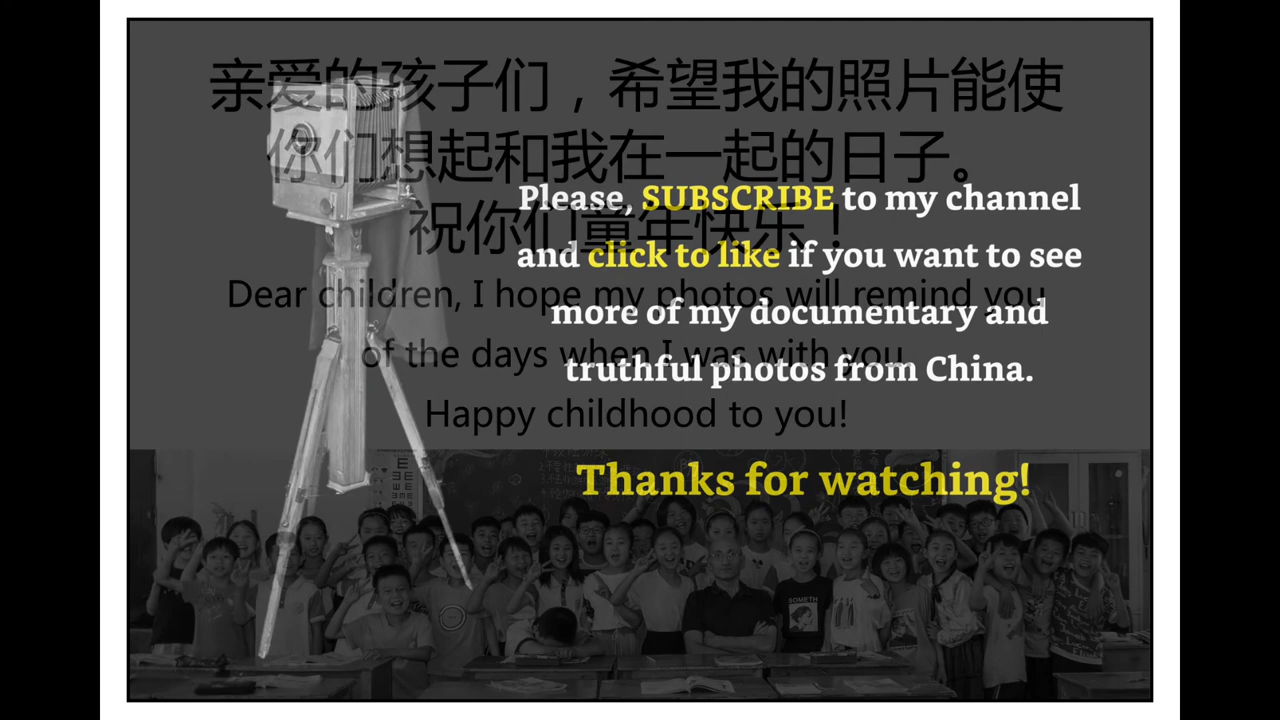 亲爱的孩子们，希望我的照片能使
你们想起和我在一起的日子。
祝你们童年快乐！
Dear children, I hope my photos will remind you
of the days when I was with you.
Happy childhood to you!
Please, SUBSCRIBE to my channel
and click to like if you want to see
more of my documentary and
truthful photos from China.
Thanks for watching!
SOMETH